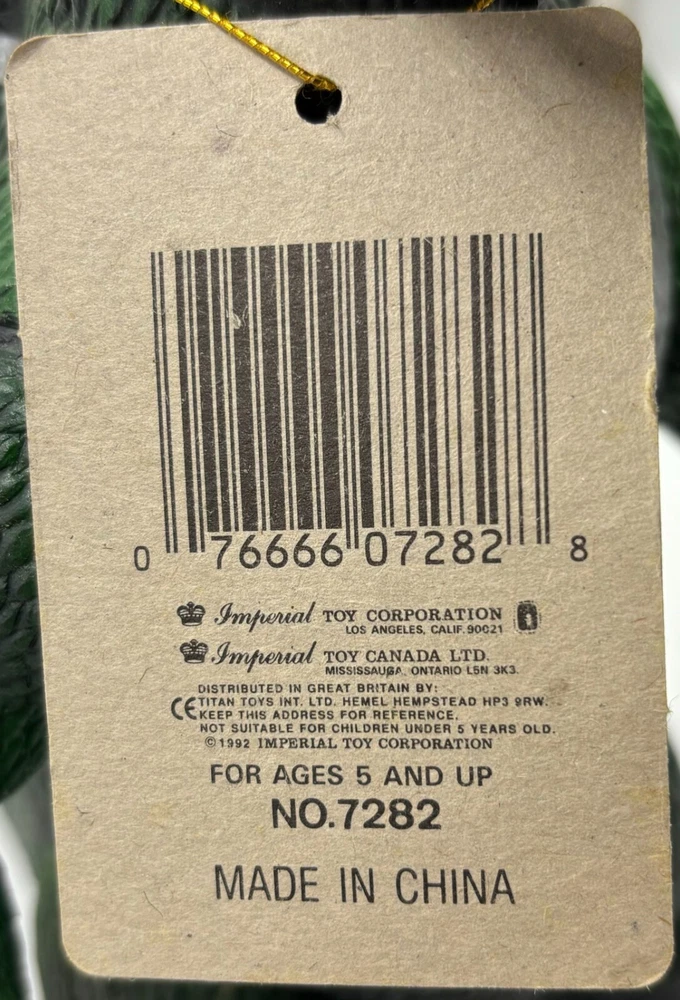 0 76666 07282 8
Imperial TOY CORPORATION
LOS ANGELES, CALIF. 90021
Imperial TOY CANADA LTD.
MISSISSAUGA, ONTARIO L5N 3K3.
DISTRIBUTED IN GREAT BRITAIN BY:
CE TITAN TOYS INT. LTD. HEMEL HEMPSTEAD HP3 9RW.
KEEP THIS ADDRESS FOR REFERENCE.
NOT SUITABLE FOR CHILDREN UNDER 5 YEARS OLD.
©1992 IMPERIAL TOY CORPORATION
FOR AGES 5 AND UP
NO.7282
MADE IN CHINA